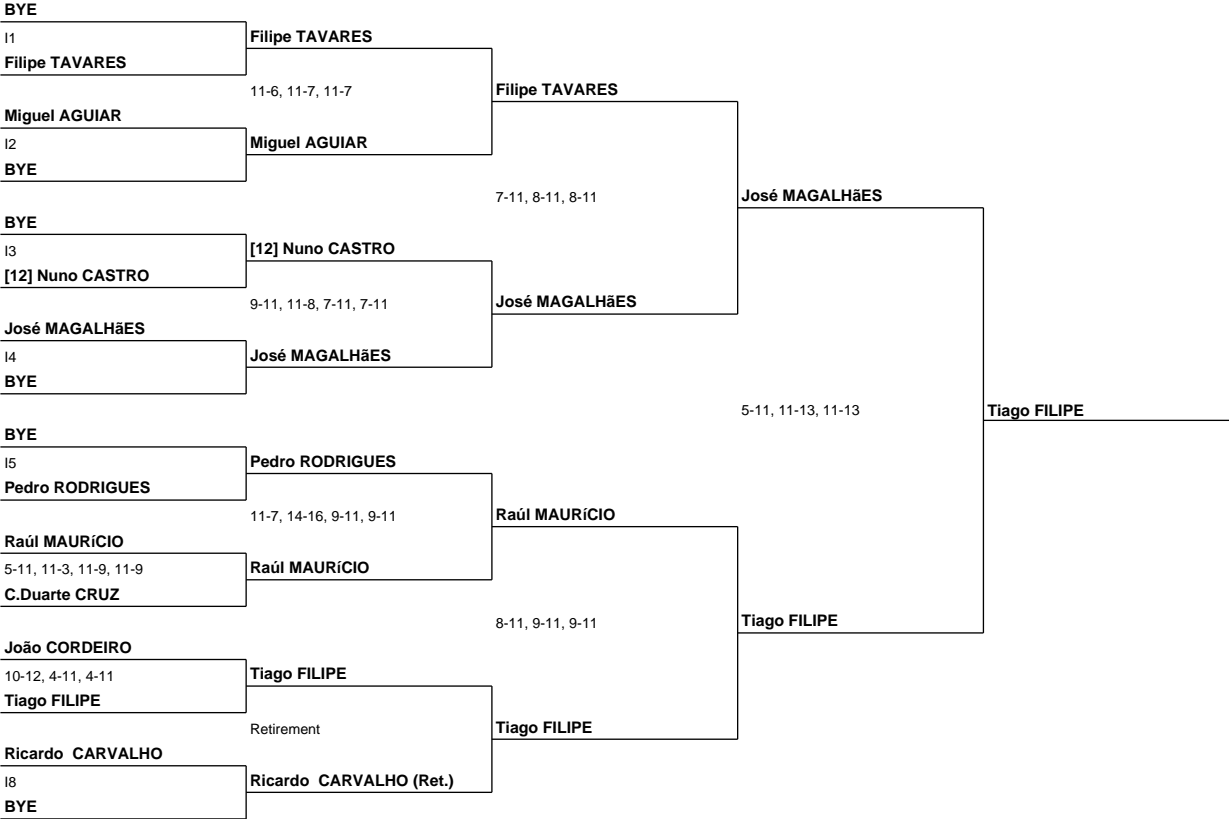 BYE
I1
Filipe TAVARES
Filipe TAVARES
11-6, 11-7, 11-7
Filipe TAVARES
Miguel AGUIAR
I2
Miguel AGUIAR
BYE
7-11, 8-11, 8-11
José MAGALHãES
BYE
I3
[12] Nuno CASTRO
[12] Nuno CASTRO
9-11, 11-8, 7-11, 7-11
José MAGALHãES
José MAGALHãES
I4
José MAGALHãES
BYE
5-11, 11-13, 11-13
Tiago FILIPE
BYE
I5
Pedro RODRIGUES
Pedro RODRIGUES
11-7, 14-16, 9-11, 9-11
Raúl MAURíCIO
Raúl MAURíCIO
5-11, 11-3, 11-9, 11-9
Raúl MAURíCIO
C.Duarte CRUZ
8-11, 9-11, 9-11
Tiago FILIPE
João CORDEIRO
10-12, 4-11, 4-11
Tiago FILIPE
Tiago FILIPE
Retirement
Tiago FILIPE
Ricardo  CARVALHO
I8
Ricardo  CARVALHO (Ret.)
BYE